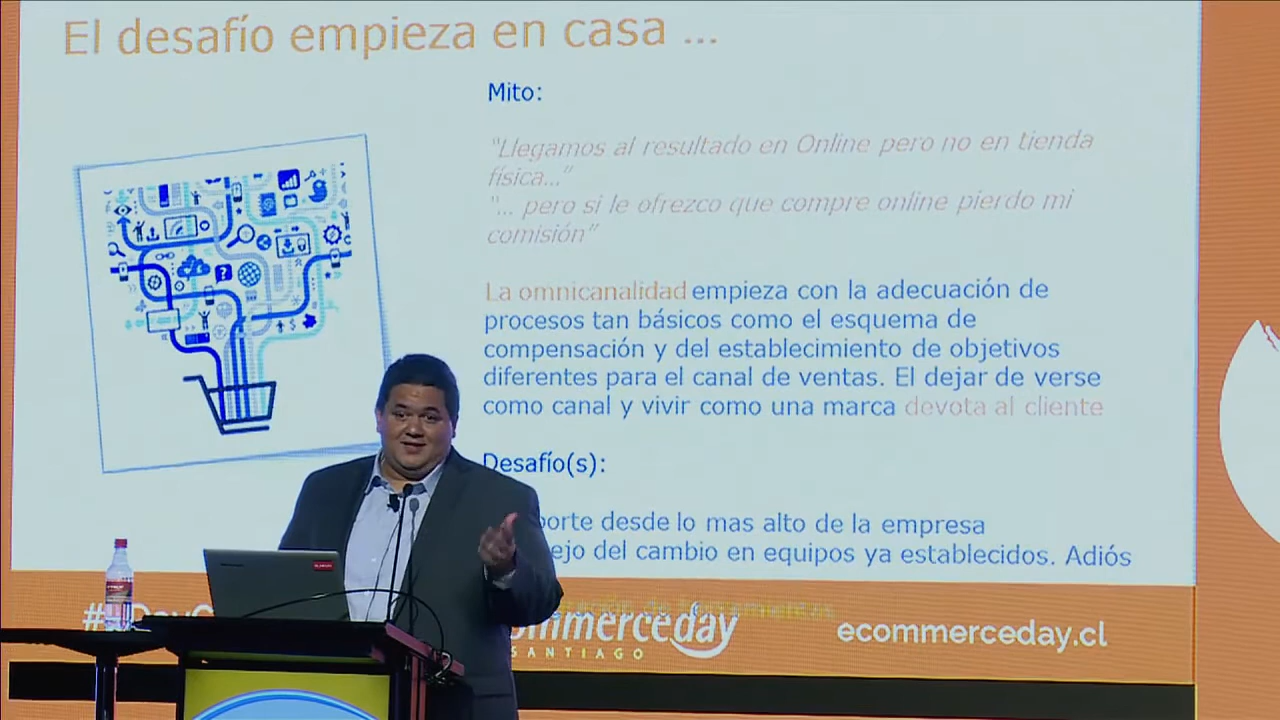 El desafío empieza en casa ...
Mito:
"Llegamos al resultado en Online pero no en tienda
física..."
"... pero si le ofrezco que compre online pierdo mi
comisión"
La omnicanalidad empieza con la adecuación de
procesos tan básicos como el esquema de
compensación y del establecimiento de objetivos
diferentes para el canal de ventas. El dejar de verse
como canal y vivir como una marca devota al cliente
Desafío(s):
porte desde lo mas alto de la empresa
ejo del cambio en equipos ya establecidos. Adiós
ommerceday
SANTIAGO
ecommerceday.cl